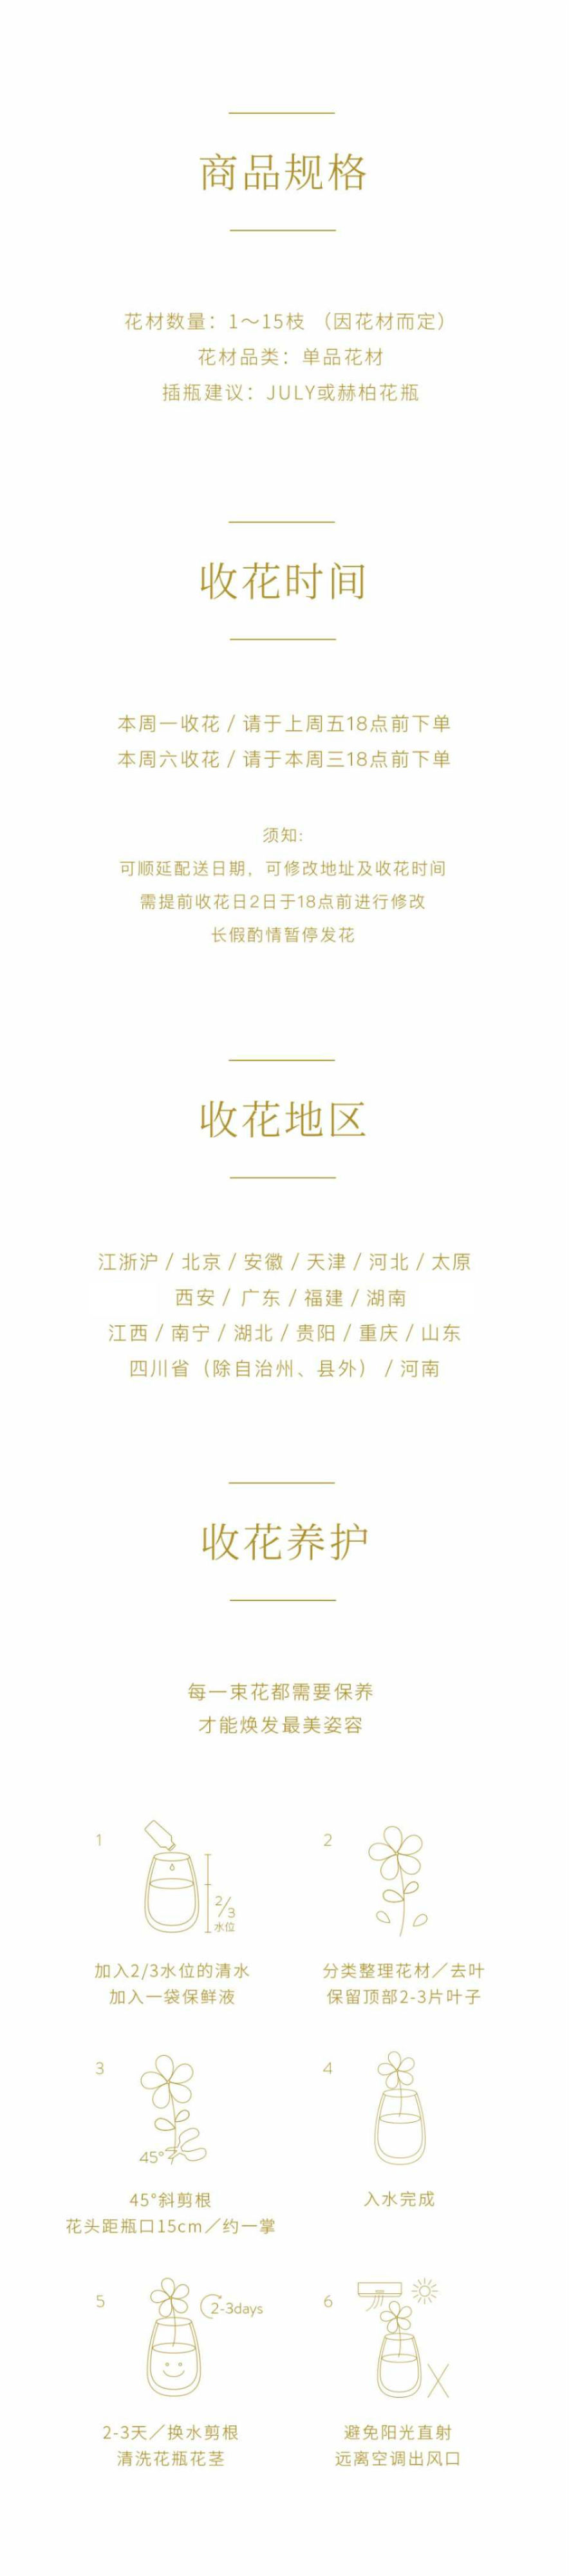 商品规格
花材数量：1～15枝 （因花材而定）
花材品类：单品花材
插瓶建议：JULY或赫柏花瓶
收花时间
本周一收花 / 请于上周五18点前下单
本周六收花 / 请于本周三18点前下单
须知：
可顺延配送日期，可修改地址及收花时间
需提前收花日2日于18点前进行修改
长假酌情暂停发花
收花地区
江浙沪 / 北京 / 安徽 / 天津 / 河北 / 太原
西安 / 广东 / 福建 / 湖南
江西 / 南宁 / 湖北 / 贵阳 / 重庆 / 山东
四川省（除自治州、县外） / 河南
收花养护
每一束花都需要保养
才能焕发最美姿容
1
2/3
水位
加入2/3水位的清水
加入一袋保鲜液
2
分类整理花材／去叶
保留顶部2-3片叶子
3
45°
45°斜剪根
花头距瓶口15cm／约一掌
4
入水完成
5
2-3days
2-3天／换水剪根
清洗花瓶花茎
6
避免阳光直射
远离空调出风口